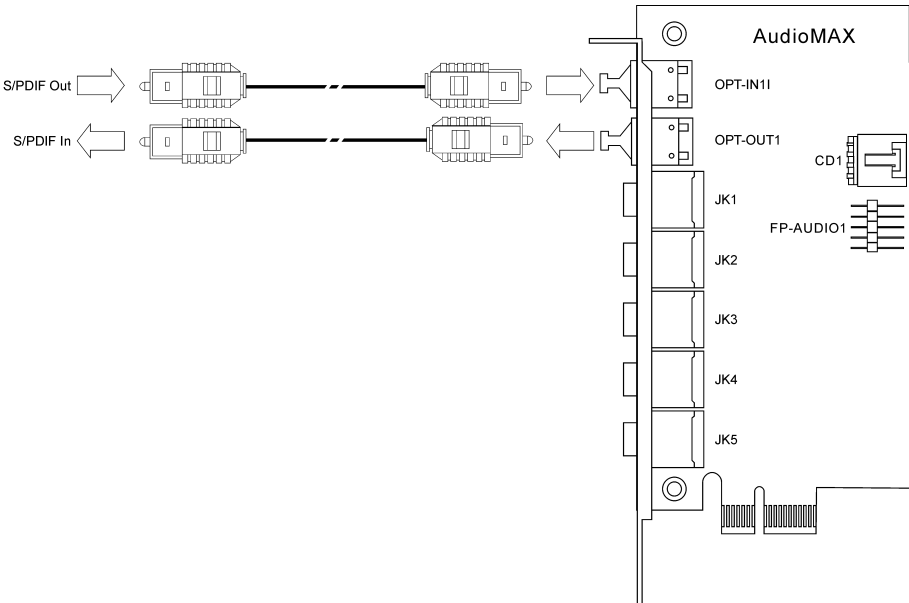 AudioMAX
S/PDIF Out
OPT-IN1I
S/PDIF In
OPT-OUT1
CD1
JK1
FP-AUDIO1
JK2
JK3
JK4
JK5